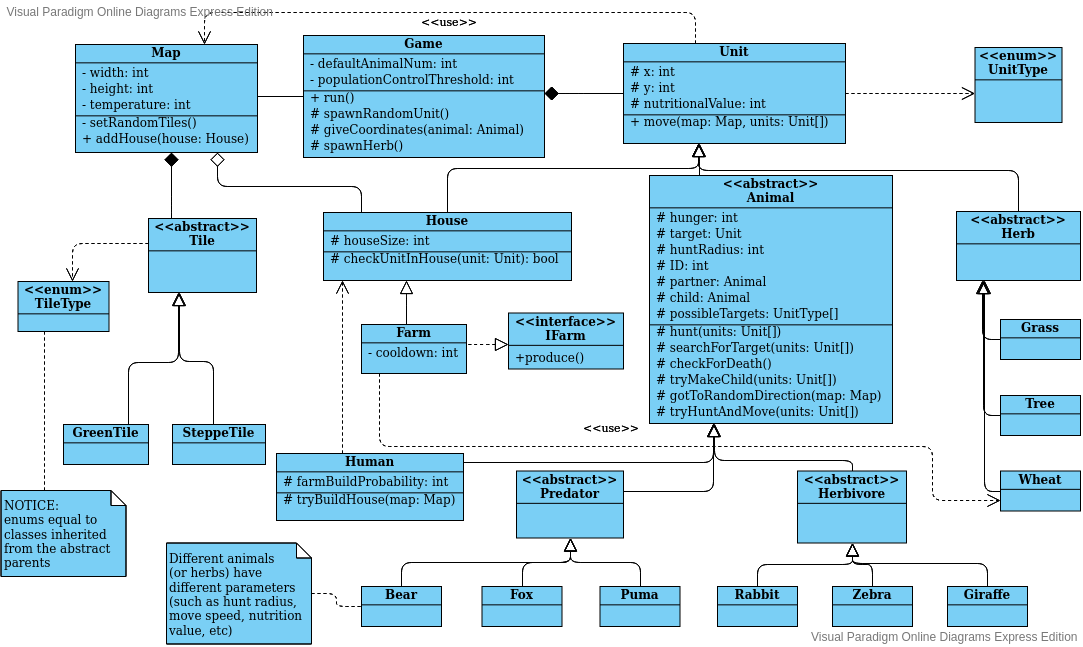 Visual Paradigm Online Diagrams Express Edition
<<use>>
Map
- width: int
- height: int
- temperature: int
- setRandomTiles()
+ addHouse(house: House)
Game
- defaultAnimalNum: int
- populationControlThreshold: int
+ run()
# spawnRandomUnit()
# giveCoordinates(animal: Animal)
# spawnHerb()
Unit
# x: int
# y: int
# nutritionalValue: int
+ move(map: Map, units: Unit[])
<<enum>>
UnitType
<<abstract>>
Tile
<<enum>>
TileType
House
# houseSize: int
# checkUnitInHouse(unit: Unit): bool
<<abstract>>
Animal
# hunger: int
# target: Unit
# huntRadius: int
# ID: int
# partner: Animal
# child: Animal
# possibleTargets: UnitType[]
# hunt(units: Unit[])
# searchForTarget(units: Unit[])
# checkForDeath()
# tryMakeChild(units: Unit[])
# gotToRandomDirection(map: Map)
# tryHuntAndMove(units: Unit[])
<<abstract>>
Herb
Farm
- cooldown: int
<<interface>>
IFarm
+produce()
Grass
Tree
Wheat
GreenTile
SteppeTile
<<use>>
Human
# farmBuildProbability: int
# tryBuildHouse(map: Map)
<<abstract>>
Predator
<<abstract>>
Herbivore
NOTICE:
enums equal to
classes inherited
from the abstract
parents
Different animals
(or herbs) have
different parameters
(such as hunt radius,
move speed, nutrition
value, etc)
Bear
Fox
Puma
Rabbit
Zebra
Giraffe
Visual Paradigm Online Diagrams Express Edition